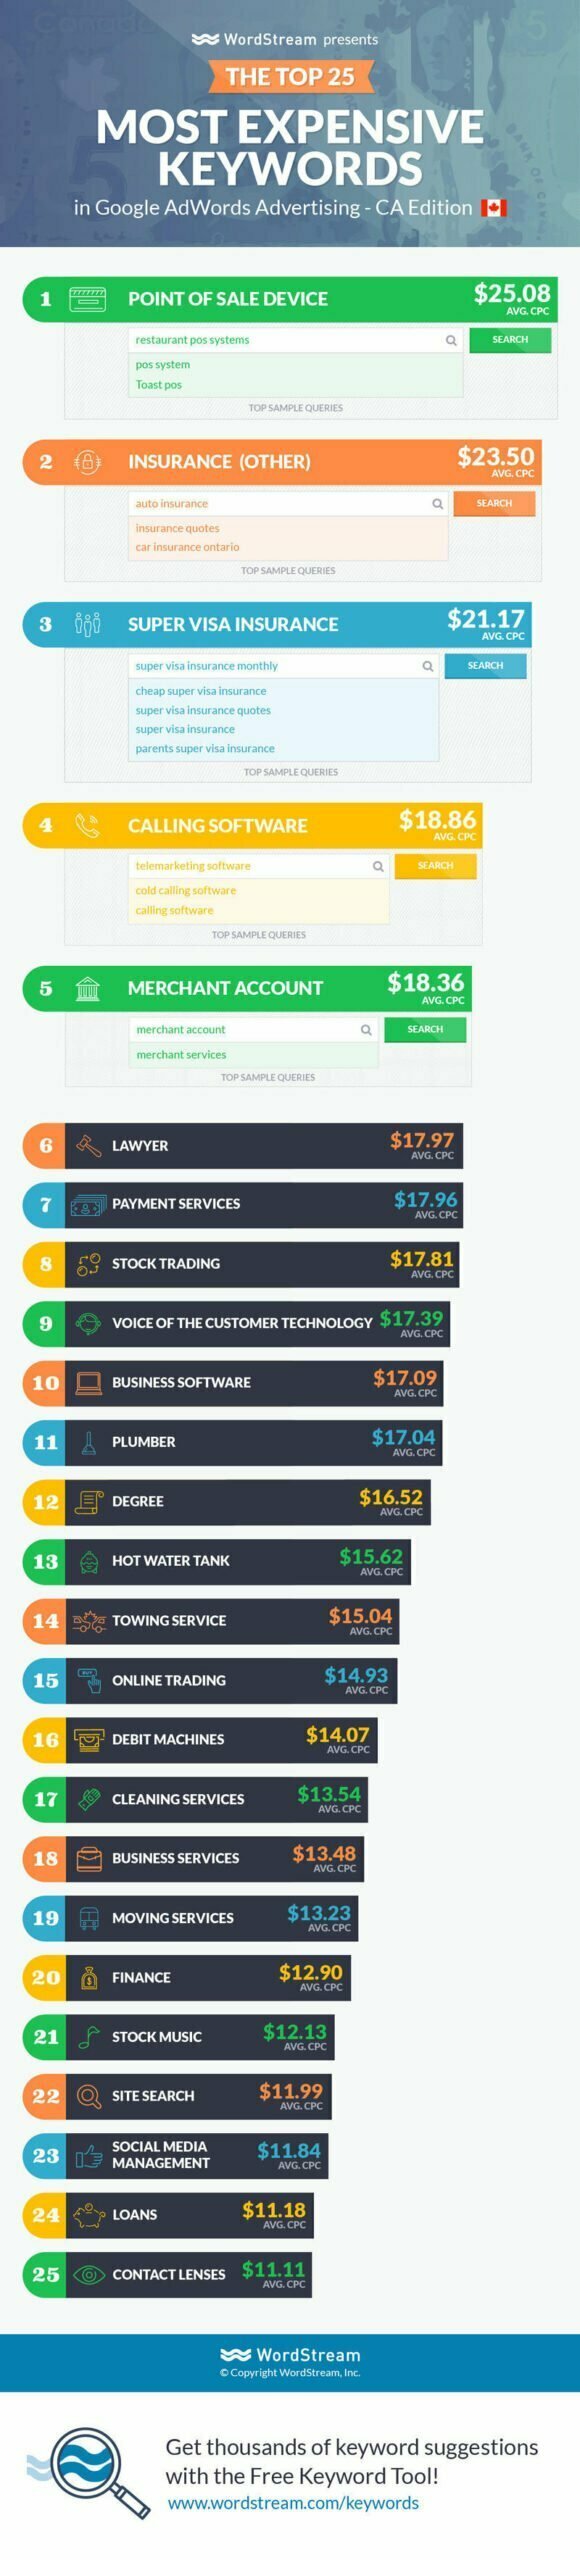 WordStream presents
THE TOP 25
MOST EXPENSIVE
KEYWORDS
in Google AdWords Advertising - CA Edition
1 POINT OF SALE DEVICE $25.08
AVG. CPC
restaurant pos systems SEARCH
pos system
Toast pos
TOP SAMPLE QUERIES
2 INSURANCE (OTHER) $23.50
AVG. CPC
auto insurance SEARCH
insurance quotes
car insurance ontario
TOP SAMPLE QUERIES
3 SUPER VISA INSURANCE $21.17
AVG. CPC
super visa insurance monthly SEARCH
cheap super visa insurance
super visa insurance quotes
super visa insurance
parents super visa insurance
TOP SAMPLE QUERIES
4 CALLING SOFTWARE $18.86
AVG. CPC
telemarketing software SEARCH
cold calling software
calling software
TOP SAMPLE QUERIES
5 MERCHANT ACCOUNT $18.36
AVG. CPC
merchant account SEARCH
merchant services
TOP SAMPLE QUERIES
6 LAWYER $17.97
AVG. CPC
7 PAYMENT SERVICES $17.96
AVG. CPC
8 STOCK TRADING $17.81
AVG. CPC
9 VOICE OF THE CUSTOMER TECHNOLOGY $17.39
AVG. CPC
10 BUSINESS SOFTWARE $17.09
AVG. CPC
11 PLUMBER $17.04
AVG. CPC
12 DEGREE $16.52
AVG. CPC
13 HOT WATER TANK $15.62
AVG. CPC
14 TOWING SERVICE $15.04
AVG. CPC
15 ONLINE TRADING $14.93
AVG. CPC
16 DEBIT MACHINES $14.07
AVG. CPC
17 CLEANING SERVICES $13.54
AVG. CPC
18 BUSINESS SERVICES $13.48
AVG. CPC
19 MOVING SERVICES $13.23
AVG. CPC
20 FINANCE $12.90
AVG. CPC
21 STOCK MUSIC $12.13
AVG. CPC
22 SITE SEARCH $11.99
AVG. CPC
23 SOCIAL MEDIA
MANAGEMENT $11.84
AVG. CPC
24 LOANS $11.18
AVG. CPC
25 CONTACT LENSES $11.11
AVG. CPC
WordStream
© Copyright WordStream, Inc.
Get thousands of keyword suggestions
with the Free Keyword Tool!
www.wordstream.com/keywords